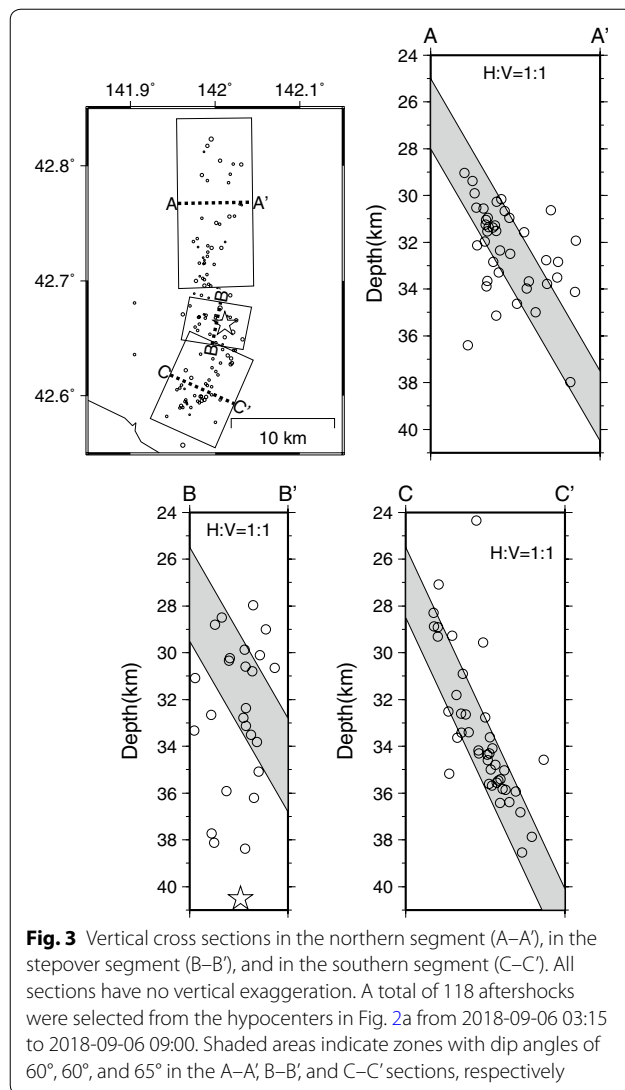 141.9° 142° 142.1°
42.8°
42.7°
42.6°
A A'
B'
B
C C'
10 km
A A'
H:V=1:1
Depth(km)
24
26
28
30
32
34
36
38
40
B B'
H:V=1:1
Depth(km)
24
26
28
30
32
34
36
38
40
C C'
H:V=1:1
Depth(km)
24
26
28
30
32
34
36
38
40
Fig. 3 Vertical cross sections in the northern segment (A–A′), in the
stepover segment (B–B′), and in the southern segment (C–C′). All
sections have no vertical exaggeration. A total of 118 aftershocks
were selected from the hypocenters in Fig. 2a from 2018-09-06 03:15
to 2018-09-06 09:00. Shaded areas indicate zones with dip angles of
60°, 60°, and 65° in the A–A′, B–B′, and C–C′ sections, respectively